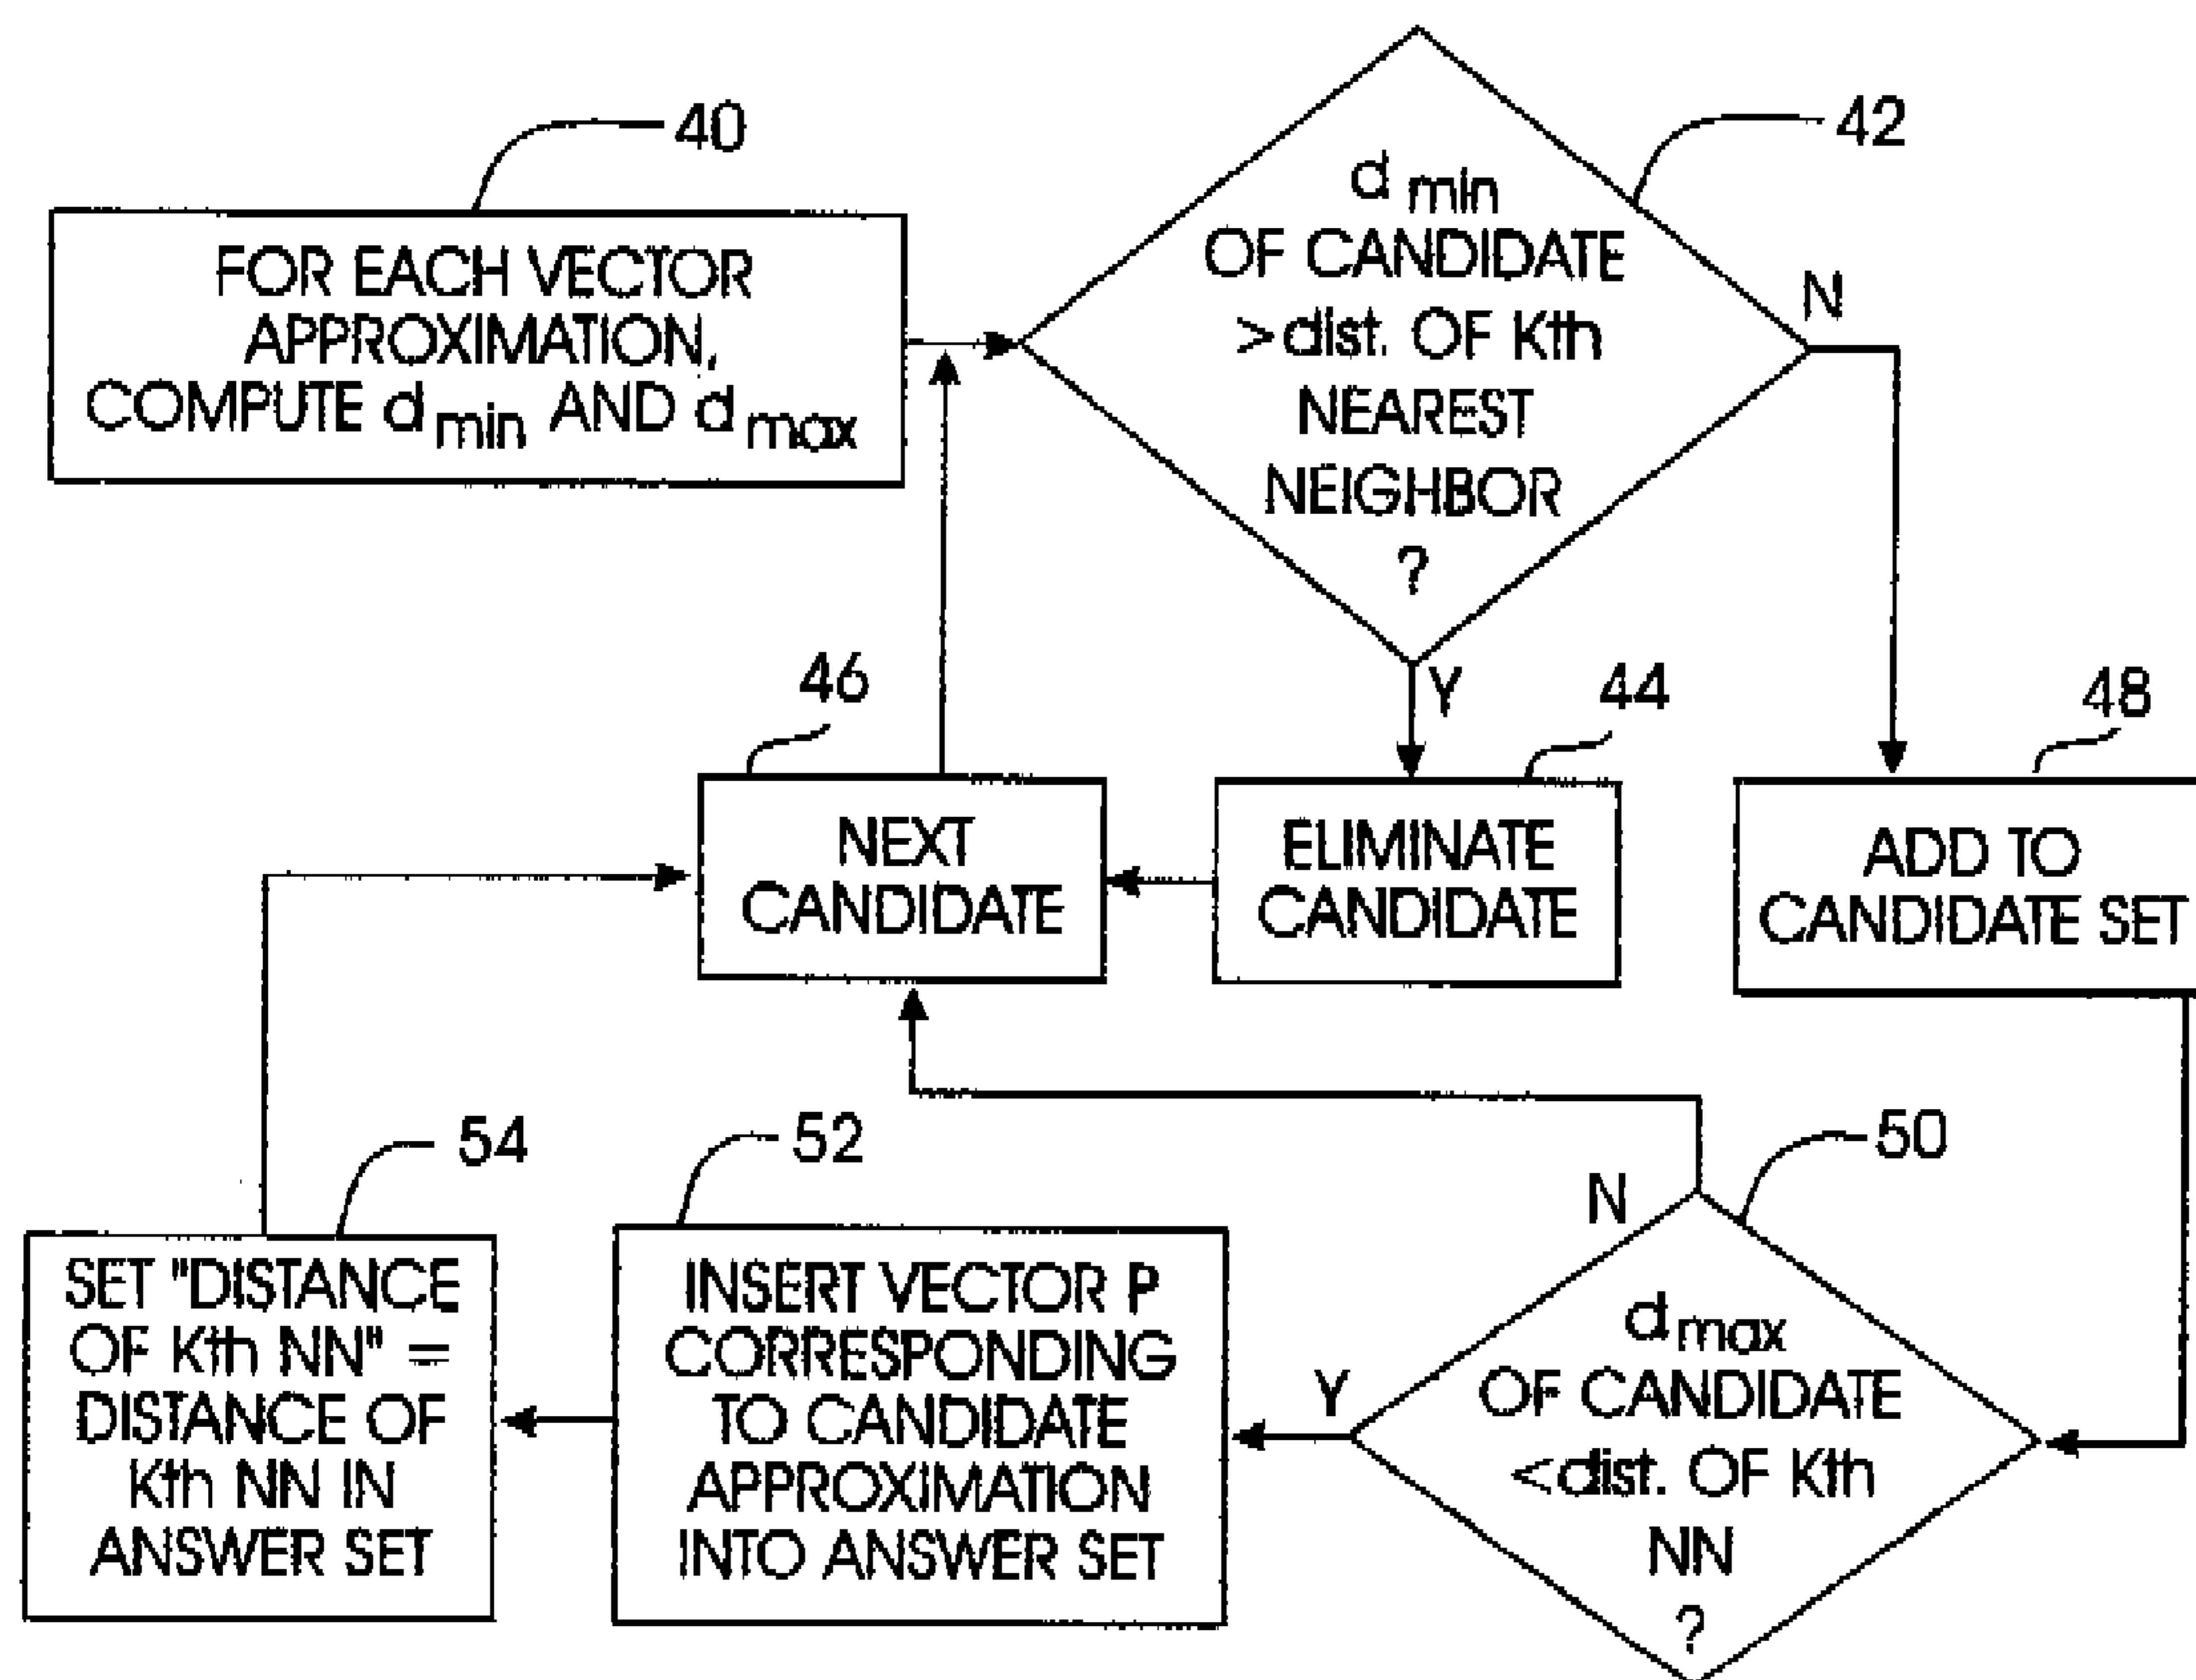 40
FOR EACH VECTOR
APPROXIMATION,
COMPUTE d min AND d max
42
d min
OF CANDIDATE
>dist. OF Kth
NEAREST
NEIGHBOR
?
N
Y
46
NEXT
CANDIDATE
44
ELIMINATE
CANDIDATE
48
ADD TO
CANDIDATE SET
54
SET "DISTANCE
OF Kth NN" =
DISTANCE OF
Kth NN IN
ANSWER SET
52
INSERT VECTOR P
CORRESPONDING
TO CANDIDATE
APPROXIMATION
INTO ANSWER SET
50
N
Y
d max
OF CANDIDATE
<dist. OF Kth
NN
?